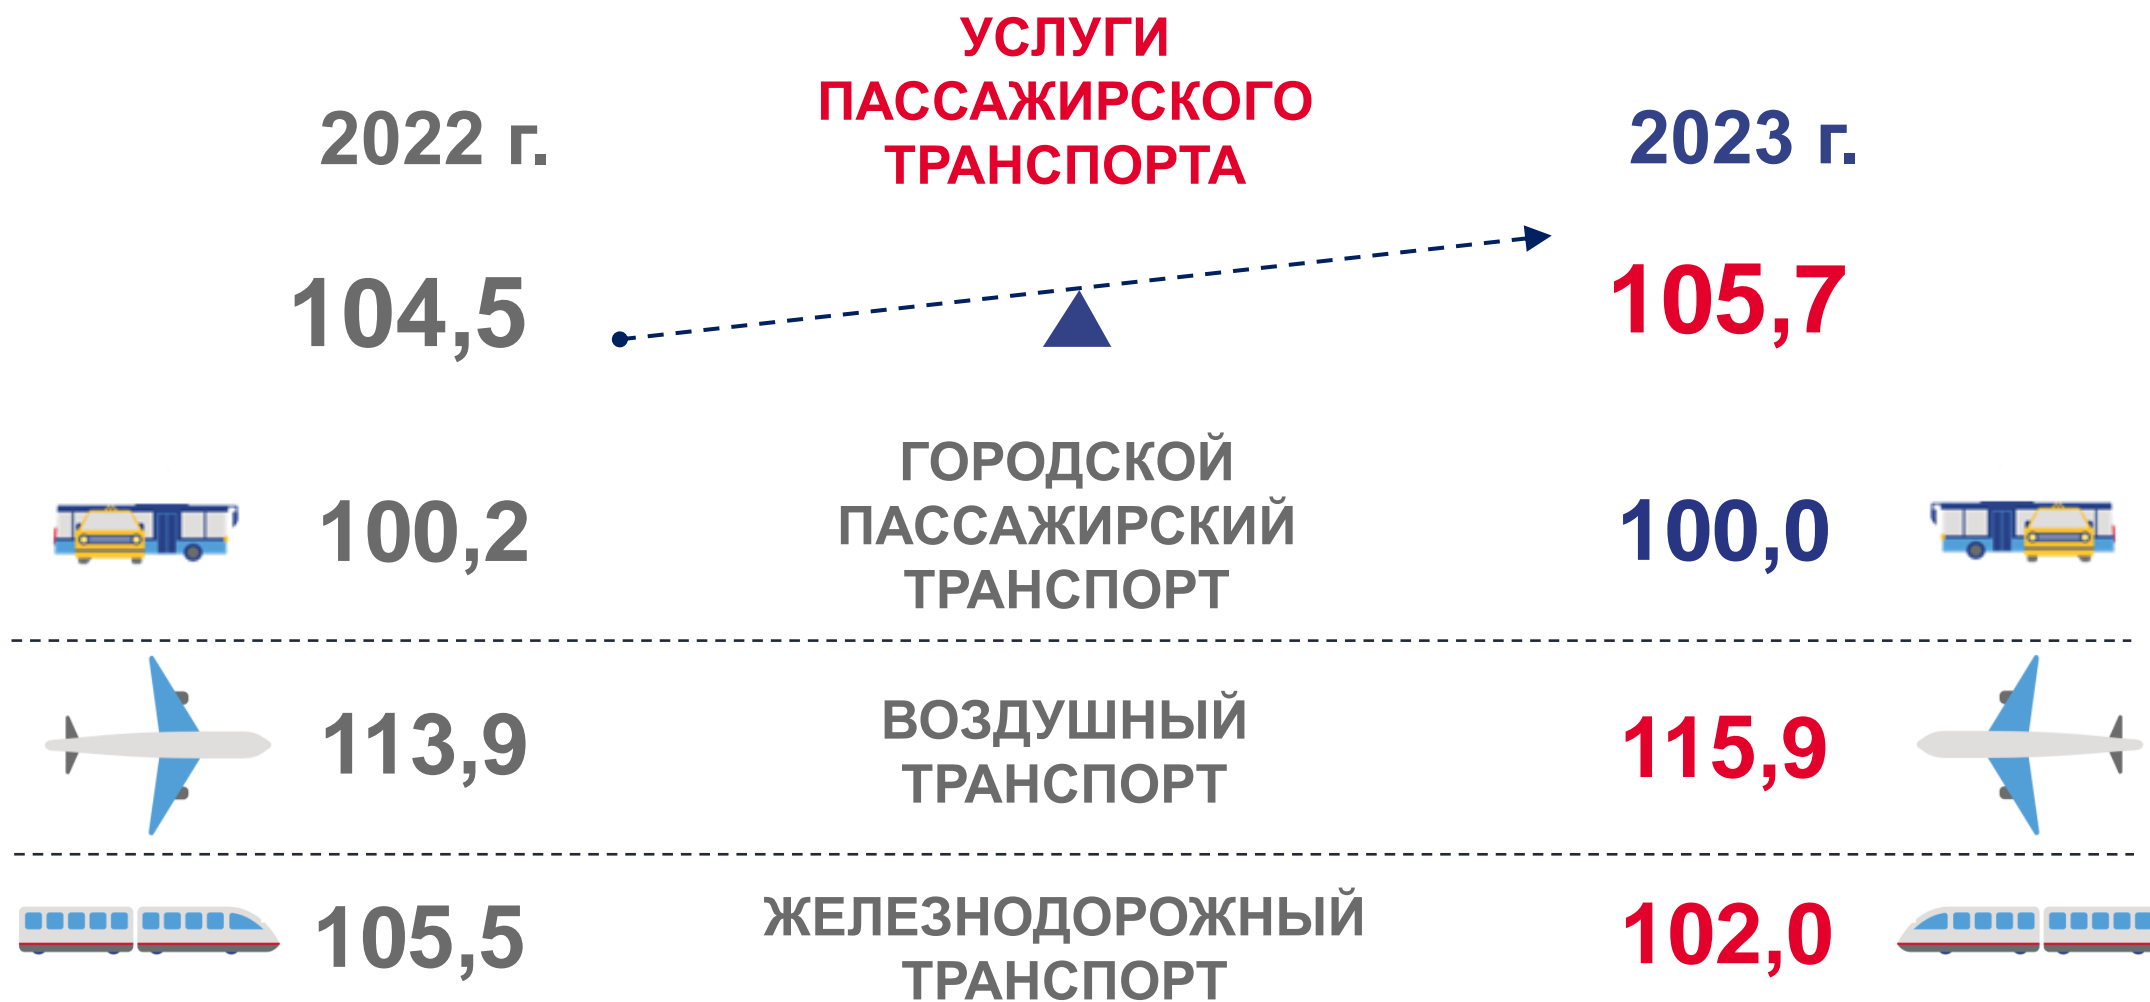 УСЛУГИ
ПАССАЖИРСКОГО
ТРАНСПОРТА
2022 г.
2023 г.
104,5
105,7
ГОРОДСКОЙ
ПАССАЖИРСКИЙ
ТРАНСПОРТ
100,2
100,0
ВОЗДУШНЫЙ
ТРАНСПОРТ
113,9
115,9
ЖЕЛЕЗНОДОРОЖНЫЙ
ТРАНСПОРТ
105,5
102,0